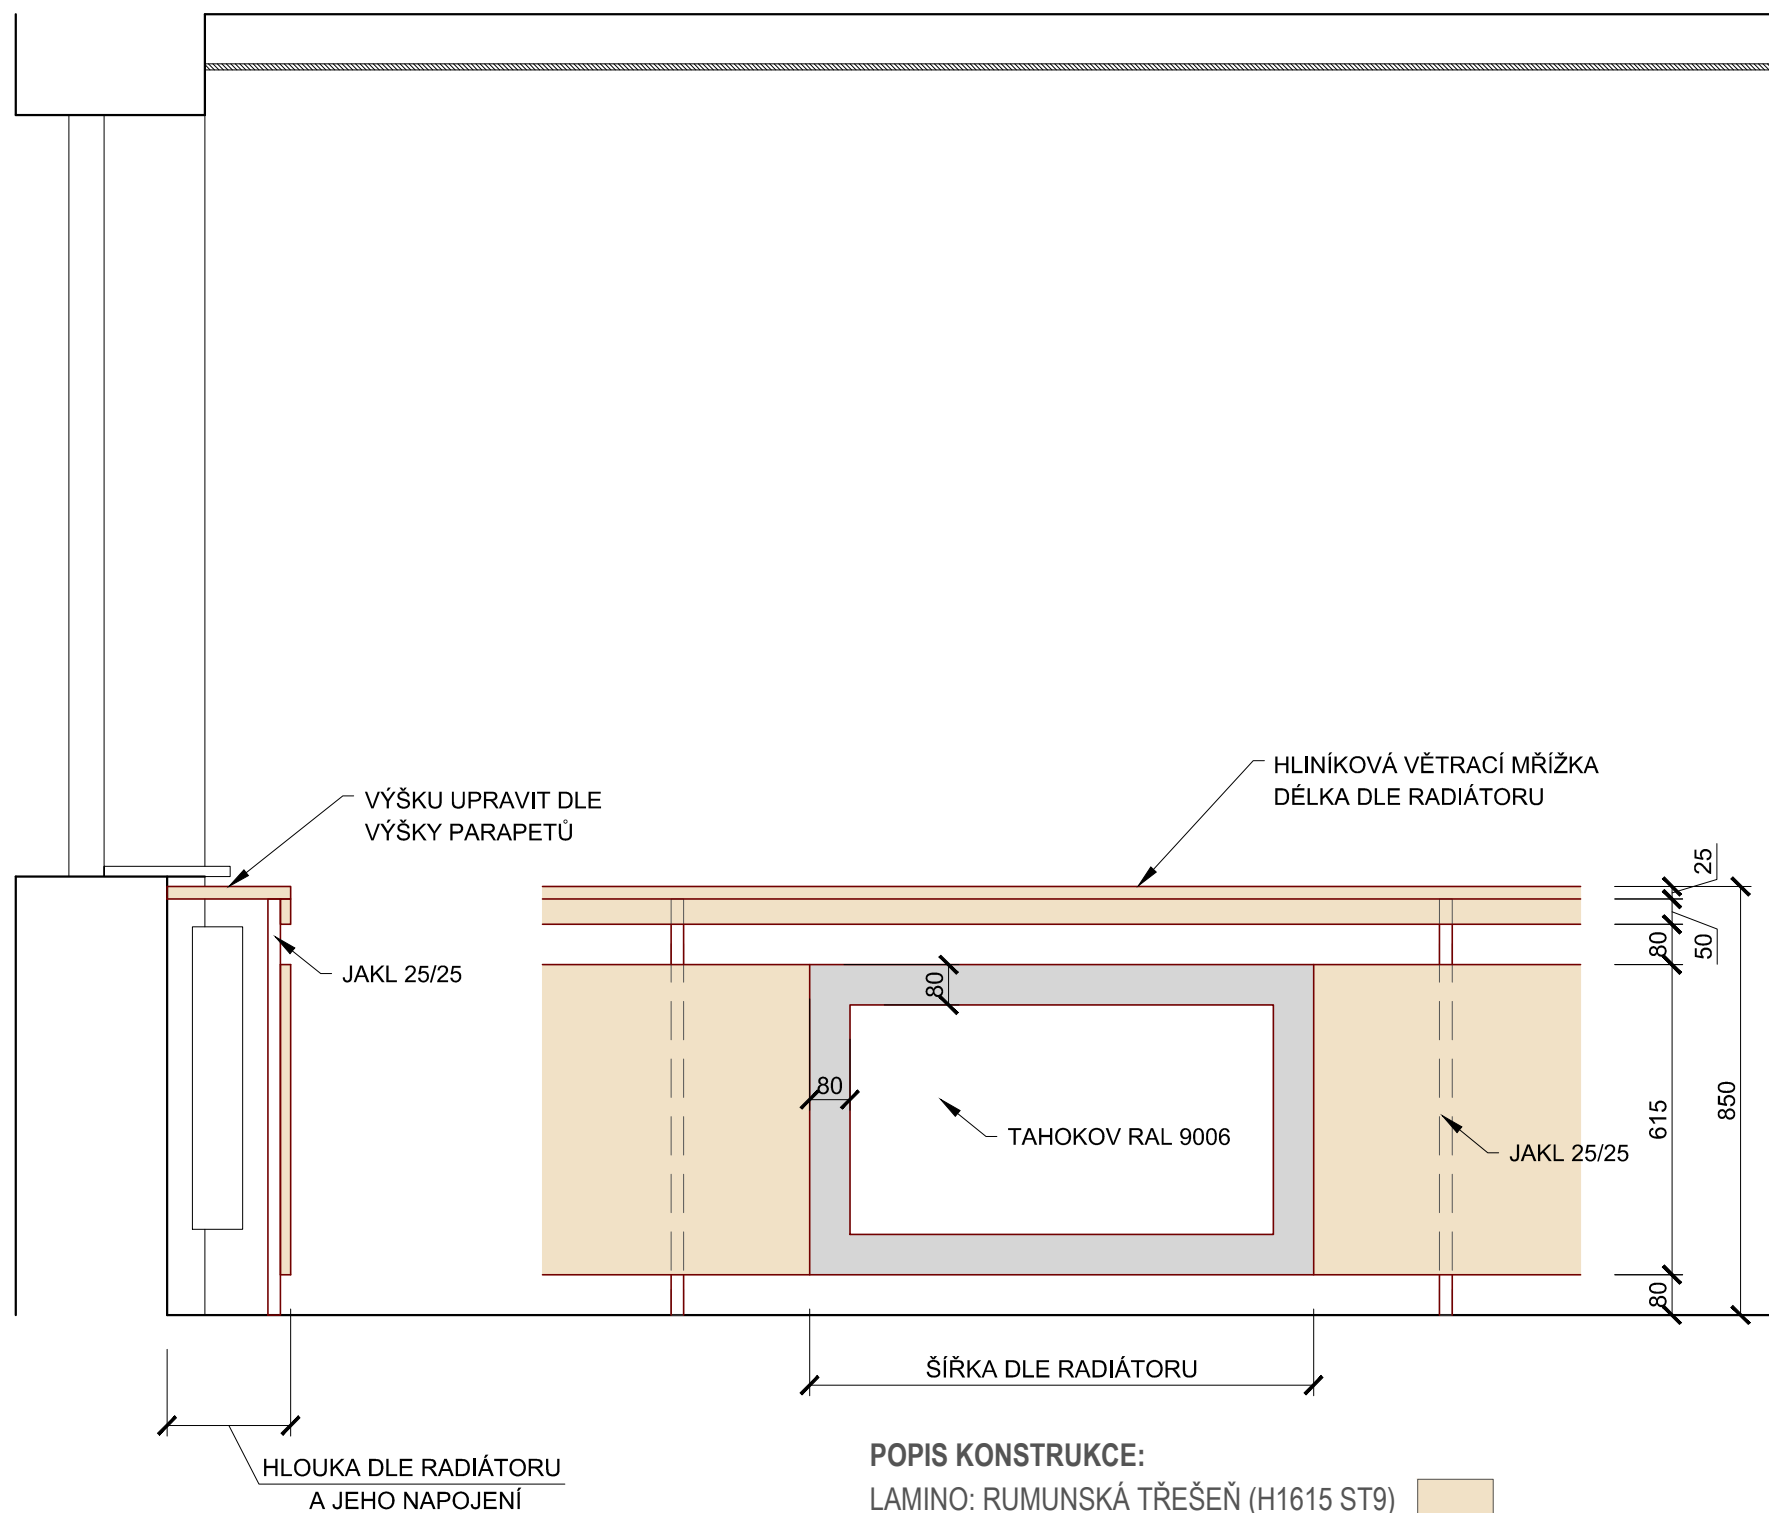 HLINÍKOVÁ VĚTRACÍ MŘÍŽKA
DÉLKA DLE RADIÁTORU
VÝŠKU UPRAVIT DLE
VÝŠKY PARAPETŮ
25
80
50
JAKL 25/25
80
80
615
850
TAHOKOV RAL 9006
JAKL 25/25
80
ŠÍŘKA DLE RADIÁTORU
HLOUKA DLE RADIÁTORU
A JEHO NAPOJENÍ
POPIS KONSTRUKCE:
LAMINO: RUMUNSKÁ TŘEŠEŇ (H1615 ST9)